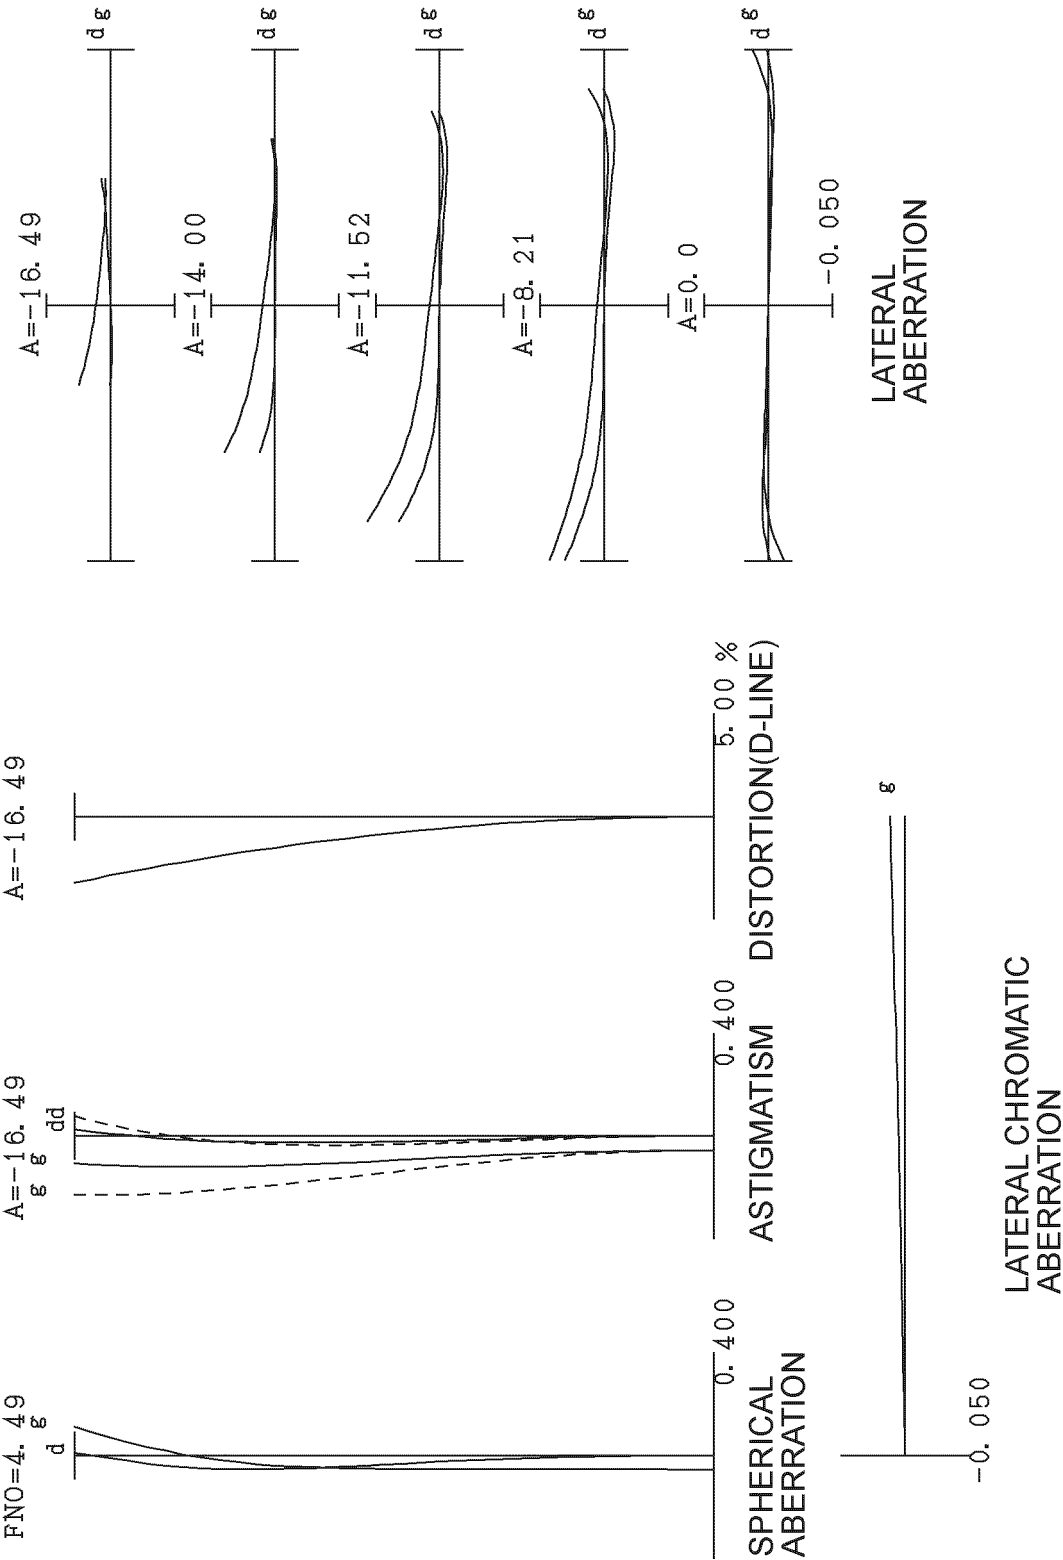 FNO=4. 49
d
g
SPHERICAL
ABERRATION
0. 400
A=-16. 49
g
g
dd
ASTIGMATISM
0. 400
A=-16. 49
DISTORTION(D-LINE)
5. 00 %
-0. 050
g
LATERAL CHROMATIC
ABERRATION
A=-16. 49
d g
A=-14. 00
d g
A=-11. 52
d g
A=-8. 21
d g
A=0. 0
d g
-0. 050
LATERAL
ABERRATION